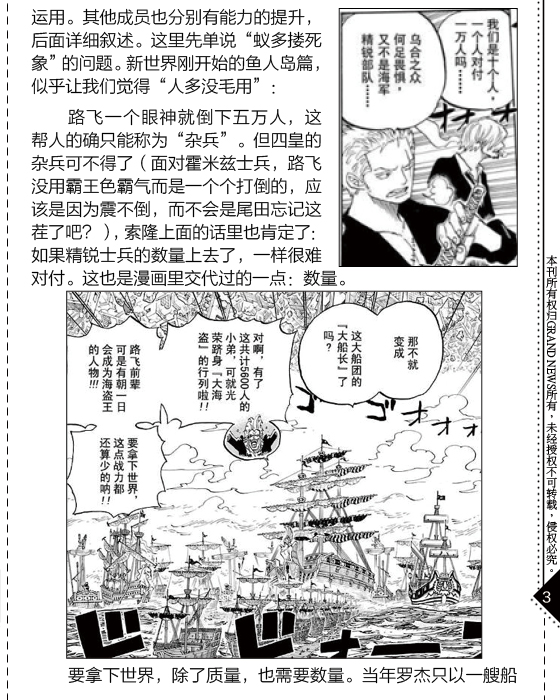 运用。其他成员也分别有能力的提升，
后面详细叙述。这里先单说“蚁多搂死
象”的问题。新世界刚开始的鱼人岛篇，
似乎让我们觉得“人多没毛用”：
路飞一个眼神就倒下五万人，这
帮人的确只能称为“杂兵”。但四皇的
杂兵可不得了（面对霍米兹士兵，路飞
没用霸王色霸气而是一个个打倒的，应
该是因为震不倒，而不会是尾田忘记这
茬了吧？），索隆上面的话里也肯定了：
如果精锐士兵的数量上去了，一样很难
对付。这也是漫画里交代过的一点：数量。
我们是十个人，
一个人对付
一万人吗……
乌合之众
何足畏惧，
又不是海军
精锐部队……
那不就
变成
这大船团的
『大船长』了
吗？
对啊，有了
这共计5600人的
小弟，可就光
荣跻身『大海
盗』的行列啦!!
路飞前辈
可是有朝一日
会成为海盗王
的人物!!!
要拿下世界，
这点战力都
还算少的呐!!
ゴオオ
ゴオオ
どどーん
要拿下世界，除了质量，也需要数量。当年罗杰只以一艘船
本刊所有权归GRAND NEWS所有，未经授权不可转载，侵权必究。
3